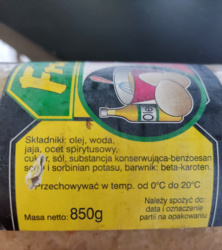 Fr
Olej
Składniki: olej, woda,
jaja, ocet spirytusowy,
cukier, sól, substancja konserwująca-benzoesan
i sorbinian potasu, barwnik: beta-karoten.
Przechowywać w temp. od 0°C do 20°C
Należy spożyć do:
data i oznaczenie
partii na opakowaniu
Masa netto: 850g